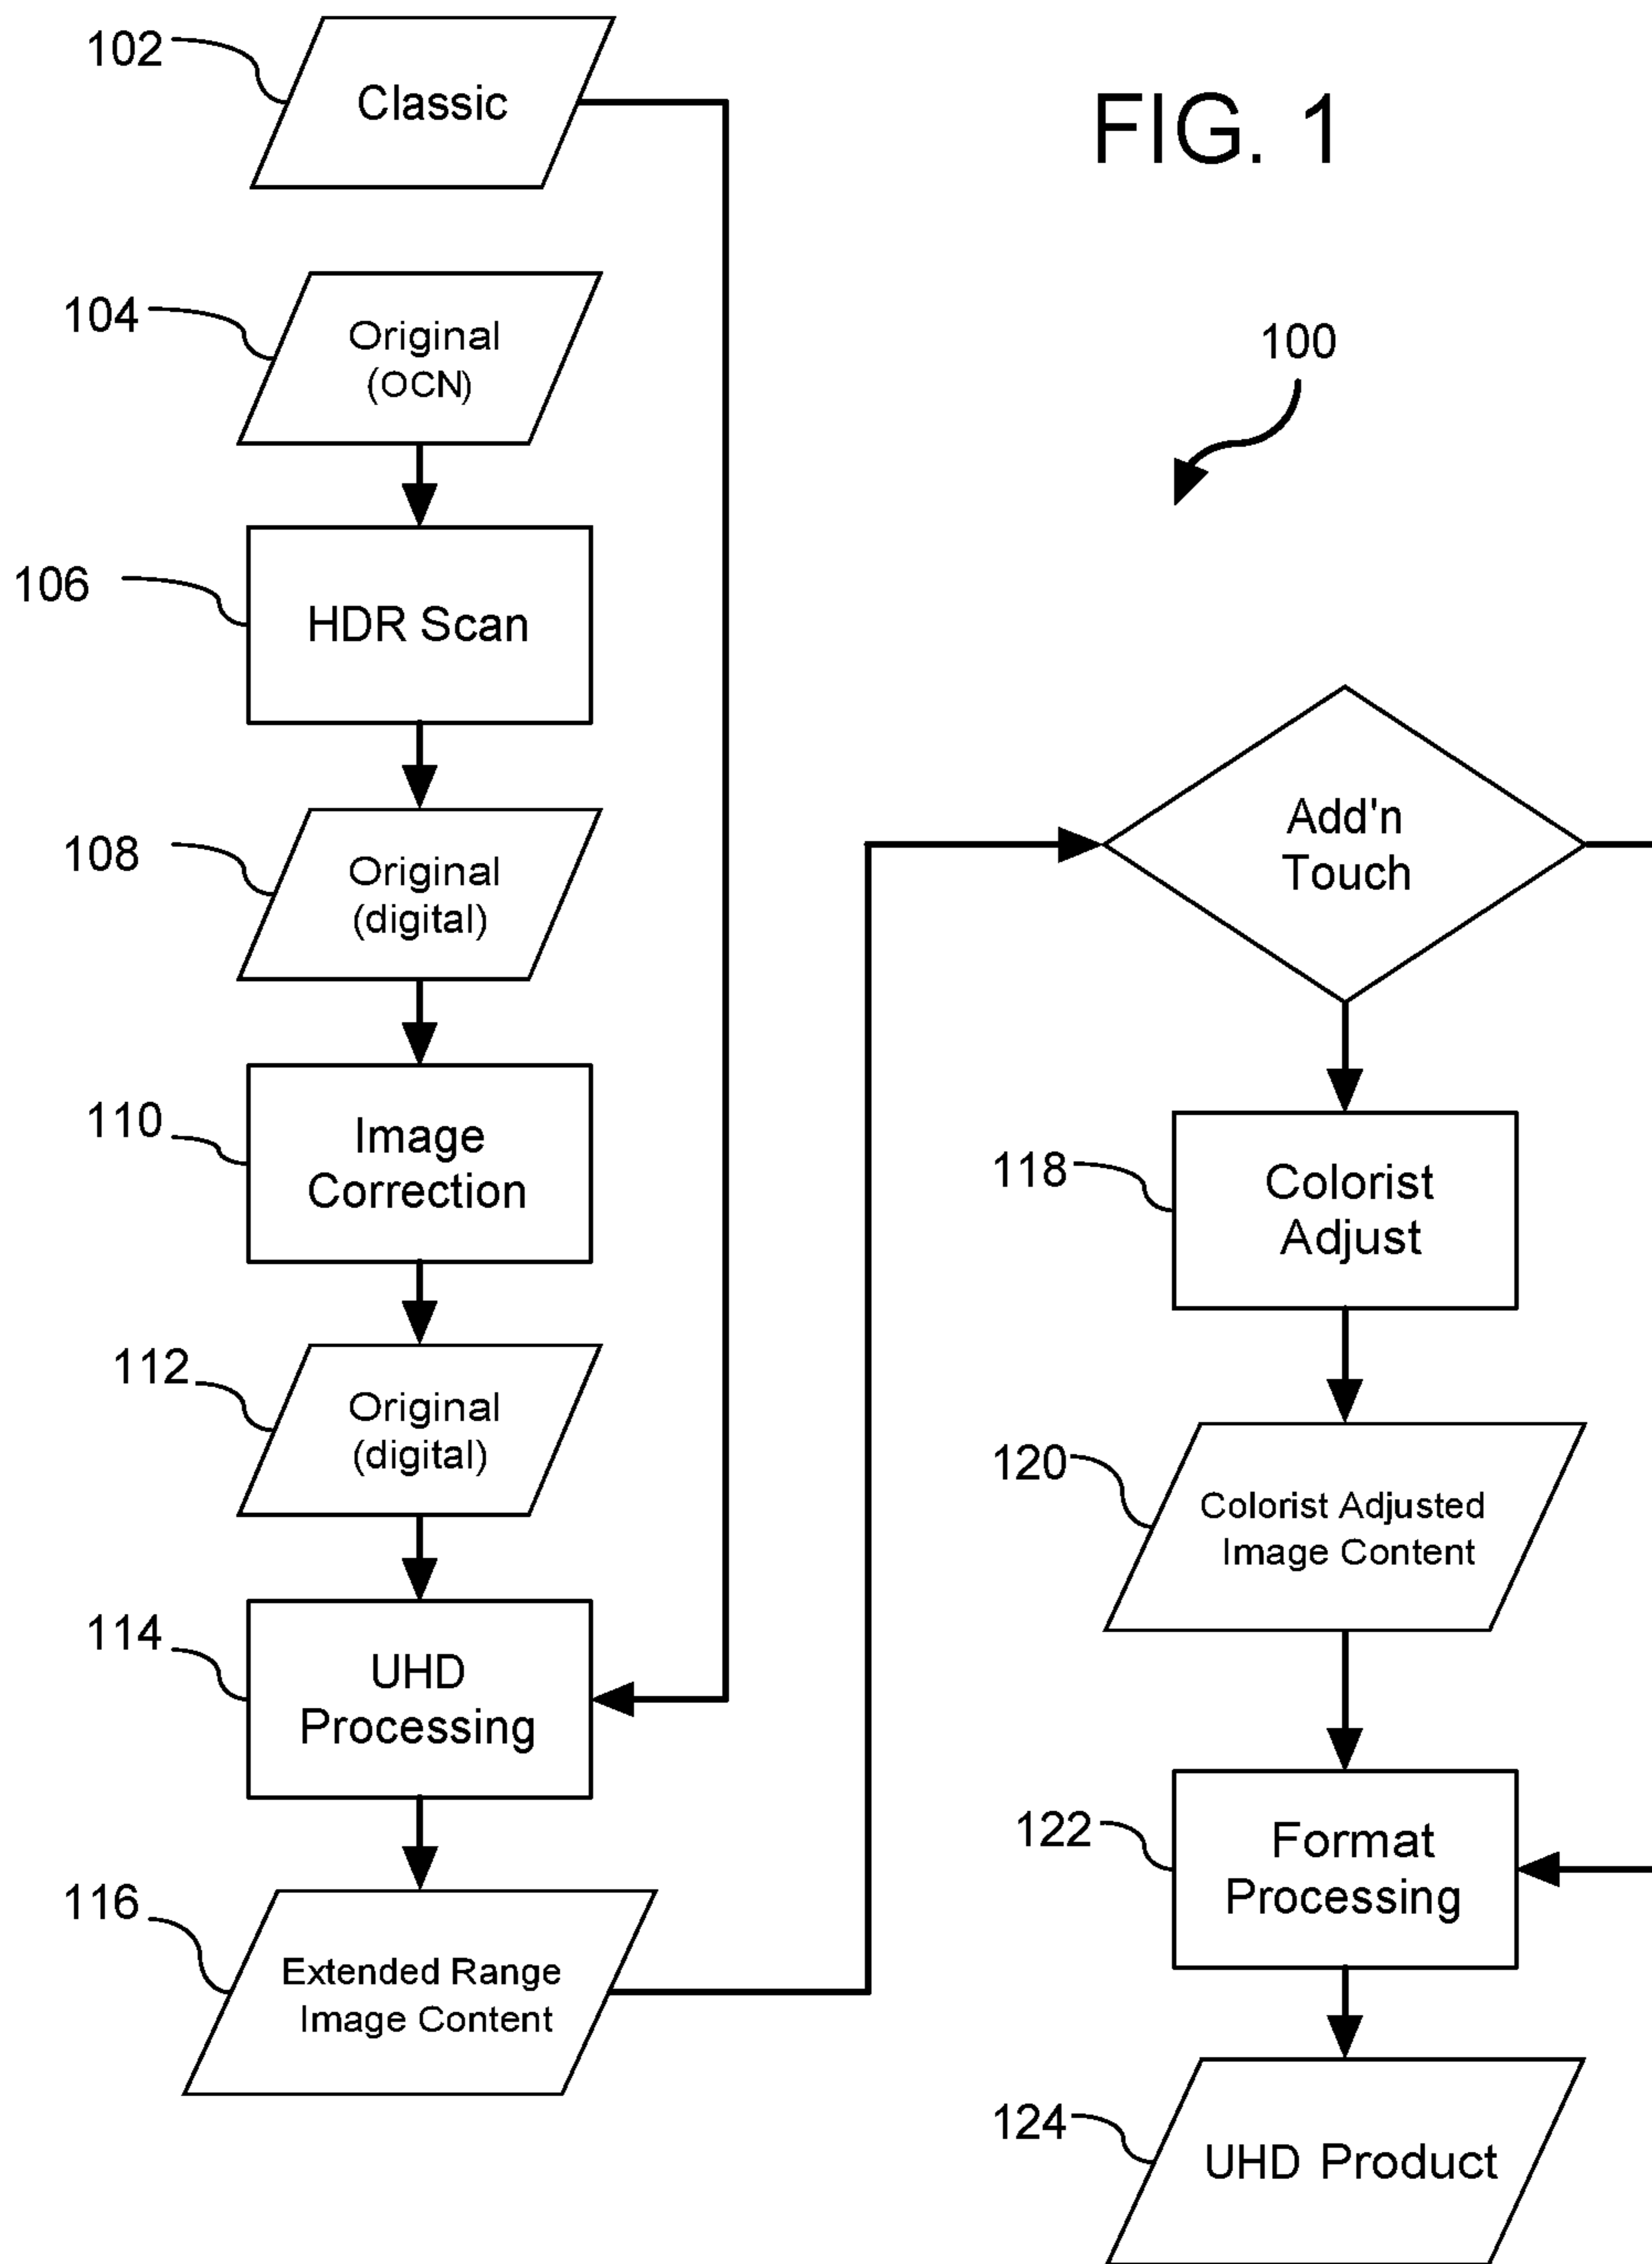 FIG. 1
102
Classic
104
Original
(OCN)
100
106
HDR Scan
108
Original
(digital)
110
Image
Correction
112
Original
(digital)
114
UHD
Processing
116
Extended Range
Image Content
Add'n
Touch
118
Colorist
Adjust
120
Colorist Adjusted
Image Content
122
Format
Processing
124
UHD Product